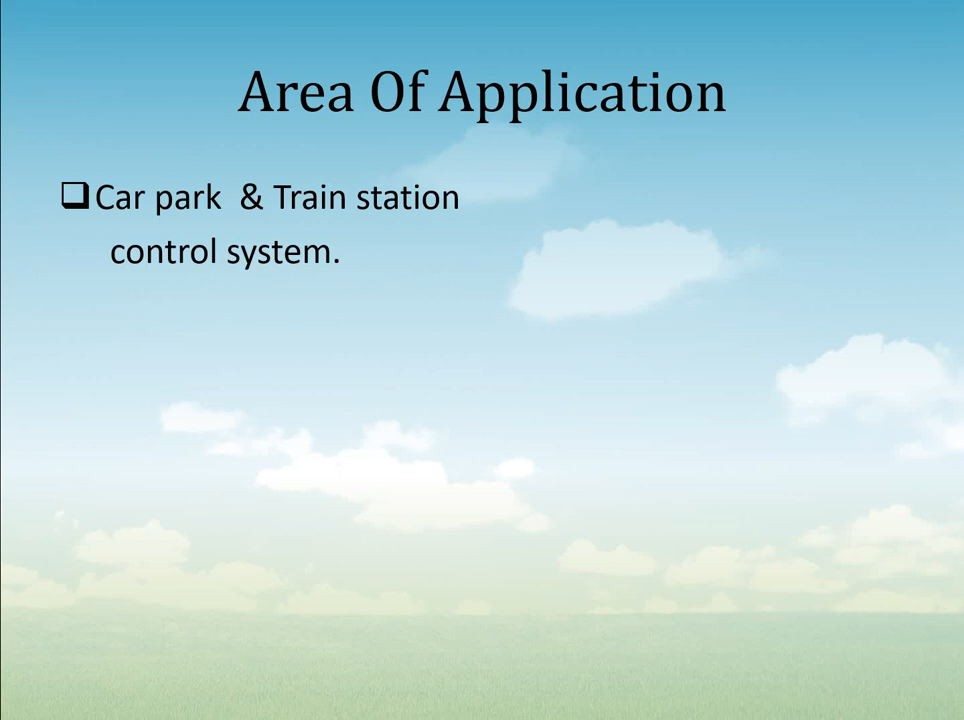 Area Of Application
❑Car park & Train station
control system.